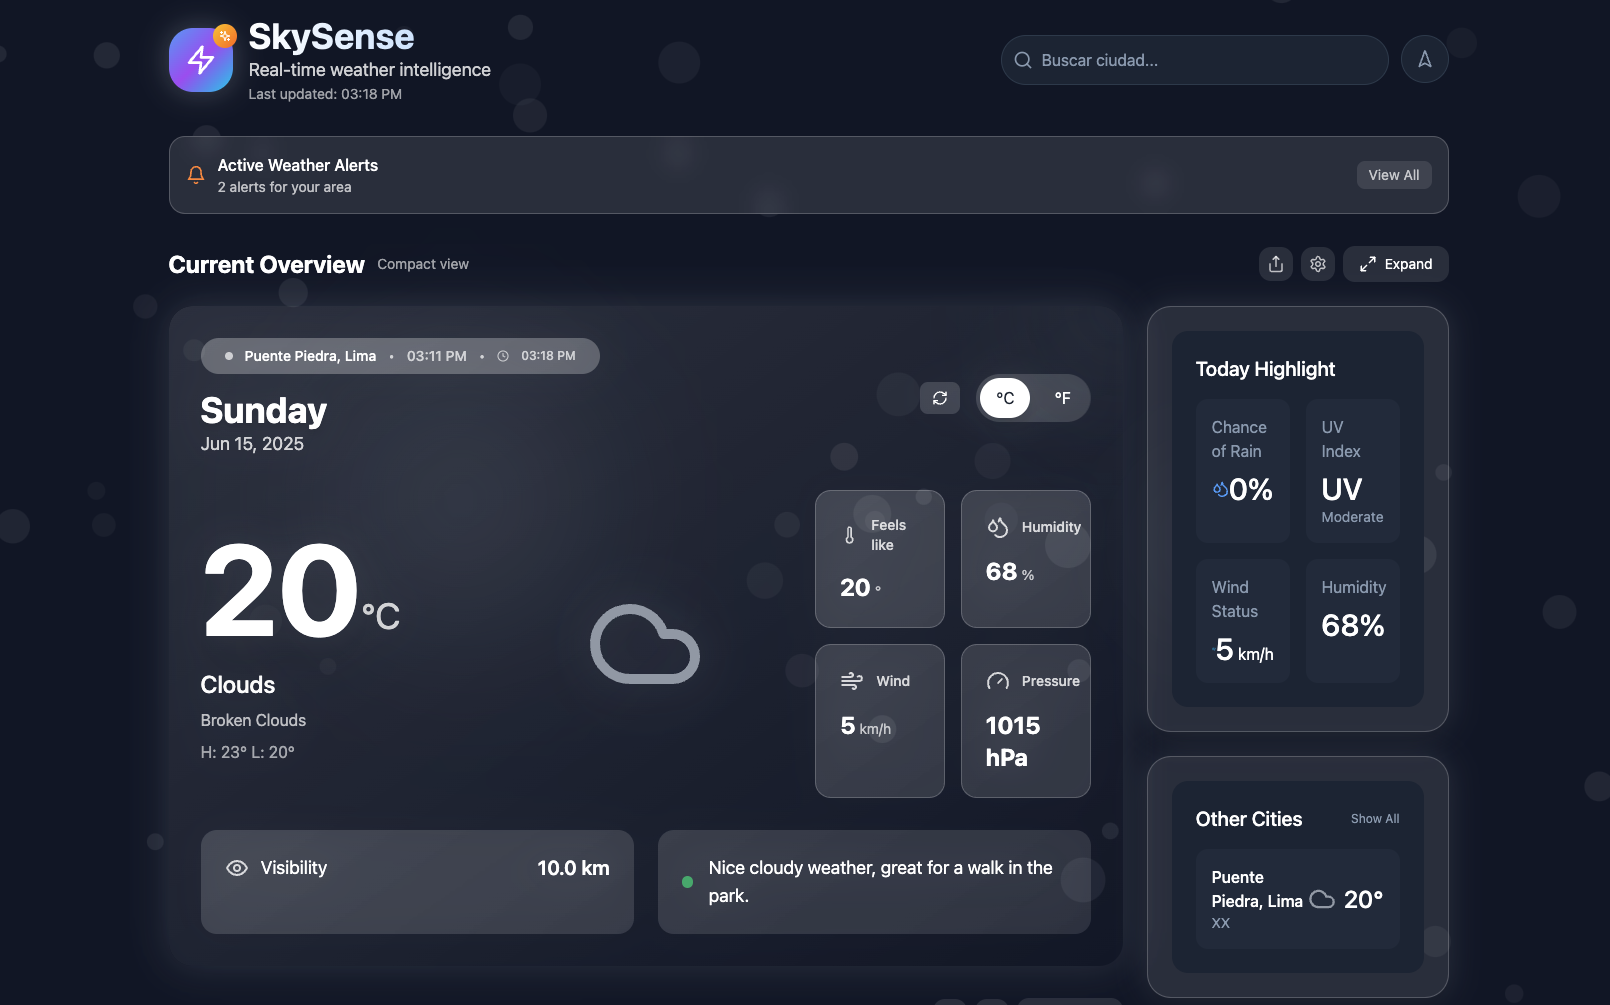 SkySense
Real-time weather intelligence
Last updated: 03:18 PM
Buscar ciudad...
Active Weather Alerts
2 alerts for your area
View All
Current Overview Compact view
Expand
Puente Piedra, Lima • 03:11 PM • 03:18 PM
Sunday
Jun 15, 2025
°C °F
20 °C
Clouds
Broken Clouds
H: 23° L: 20°
Feels
like
20 °
Humidity
68 %
Wind
5 km/h
Pressure
1015
hPa
Visibility 10.0 km
Nice cloudy weather, great for a walk in the
park.
Today Highlight
Chance
of Rain
0%
UV
Index
UV
Moderate
Wind
Status
5 km/h
Humidity
68%
Other Cities Show All
Puente
Piedra, Lima 20°
XX